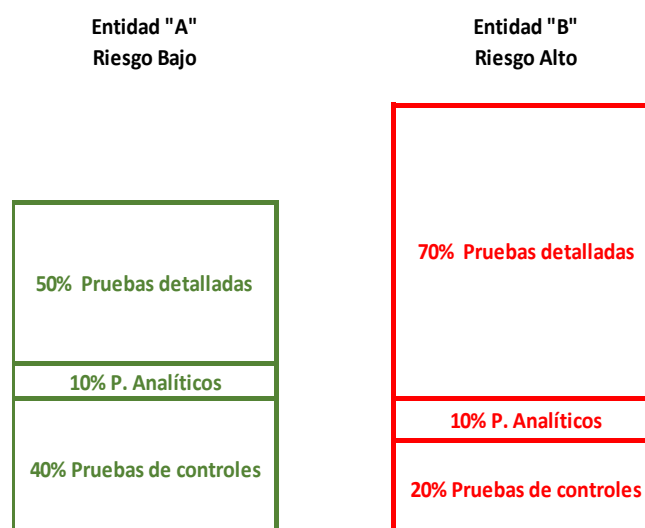 Entidad "A"
Riesgo Bajo
50% Pruebas detalladas
10% P. Analíticos
40% Pruebas de controles
Entidad "B"
Riesgo Alto
70% Pruebas detalladas
10% P. Analíticos
20% Pruebas de controles